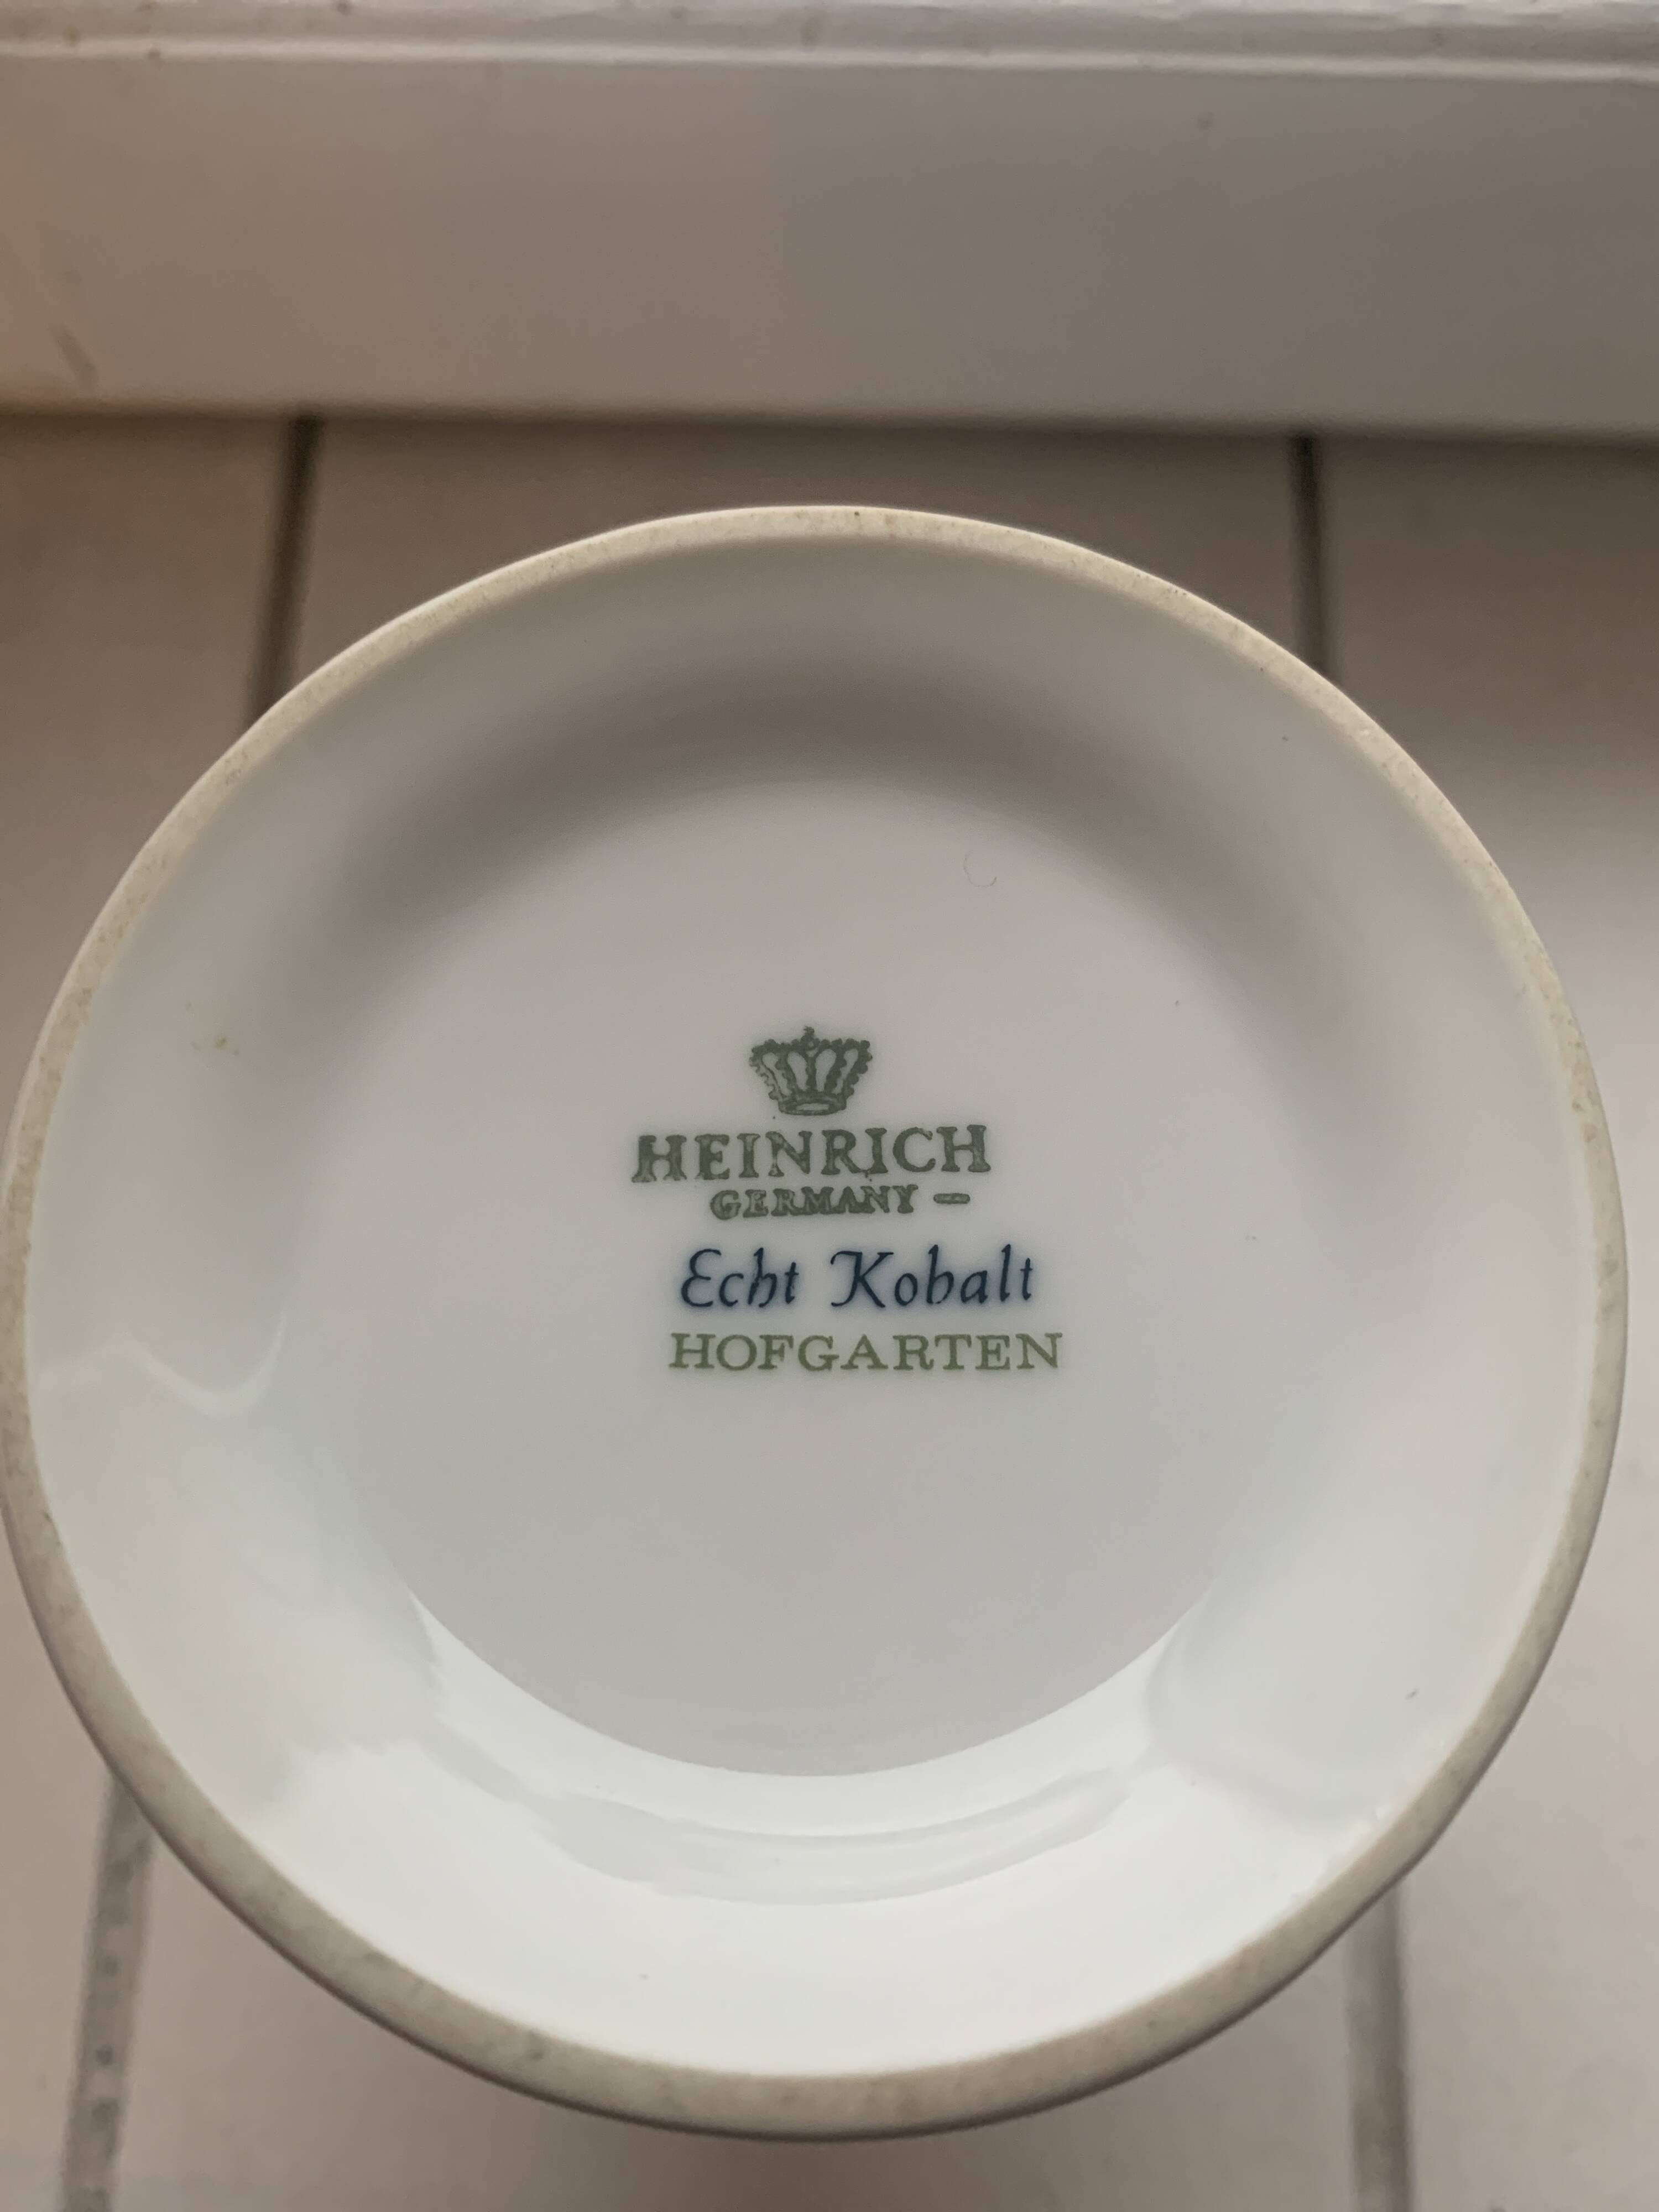 HEINRICH
GERMANY –
Echt Kobalt
HOFGARTEN